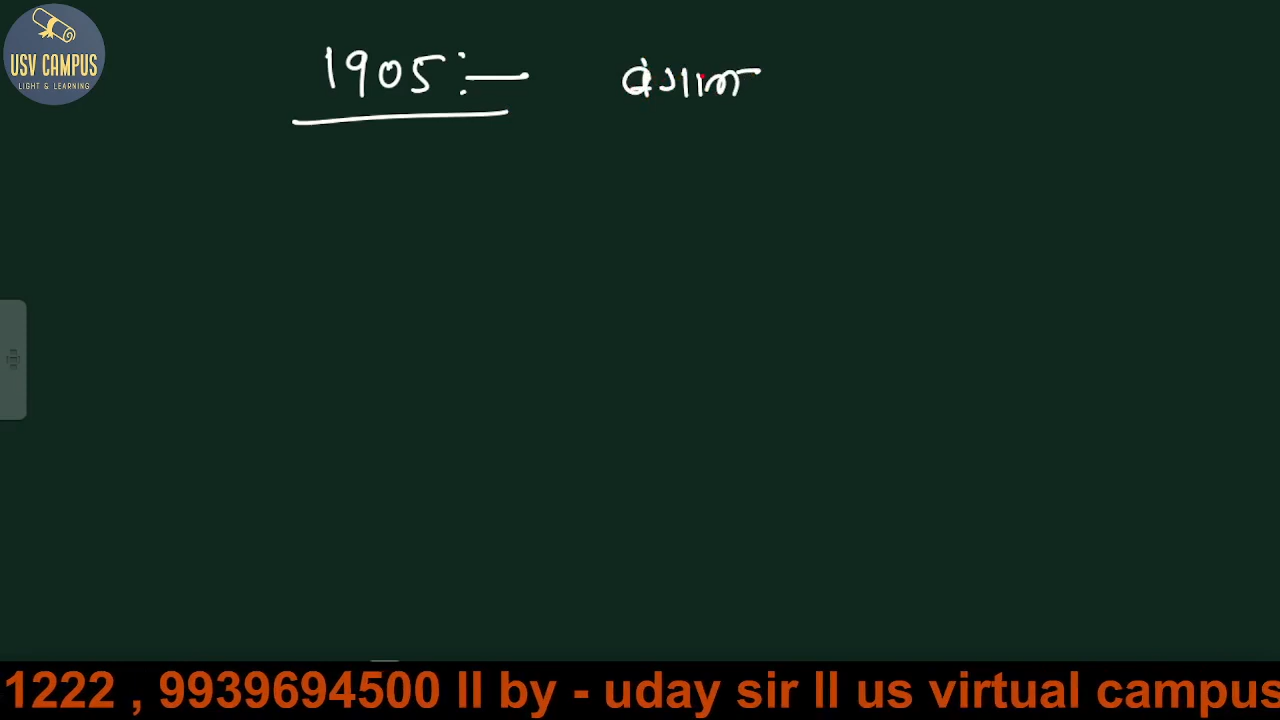 USV CAMPUS
LIGHT & LEARNING
1905:— बंगाल
1222 , 9939694500 ll by - uday sir ll us virtual campus